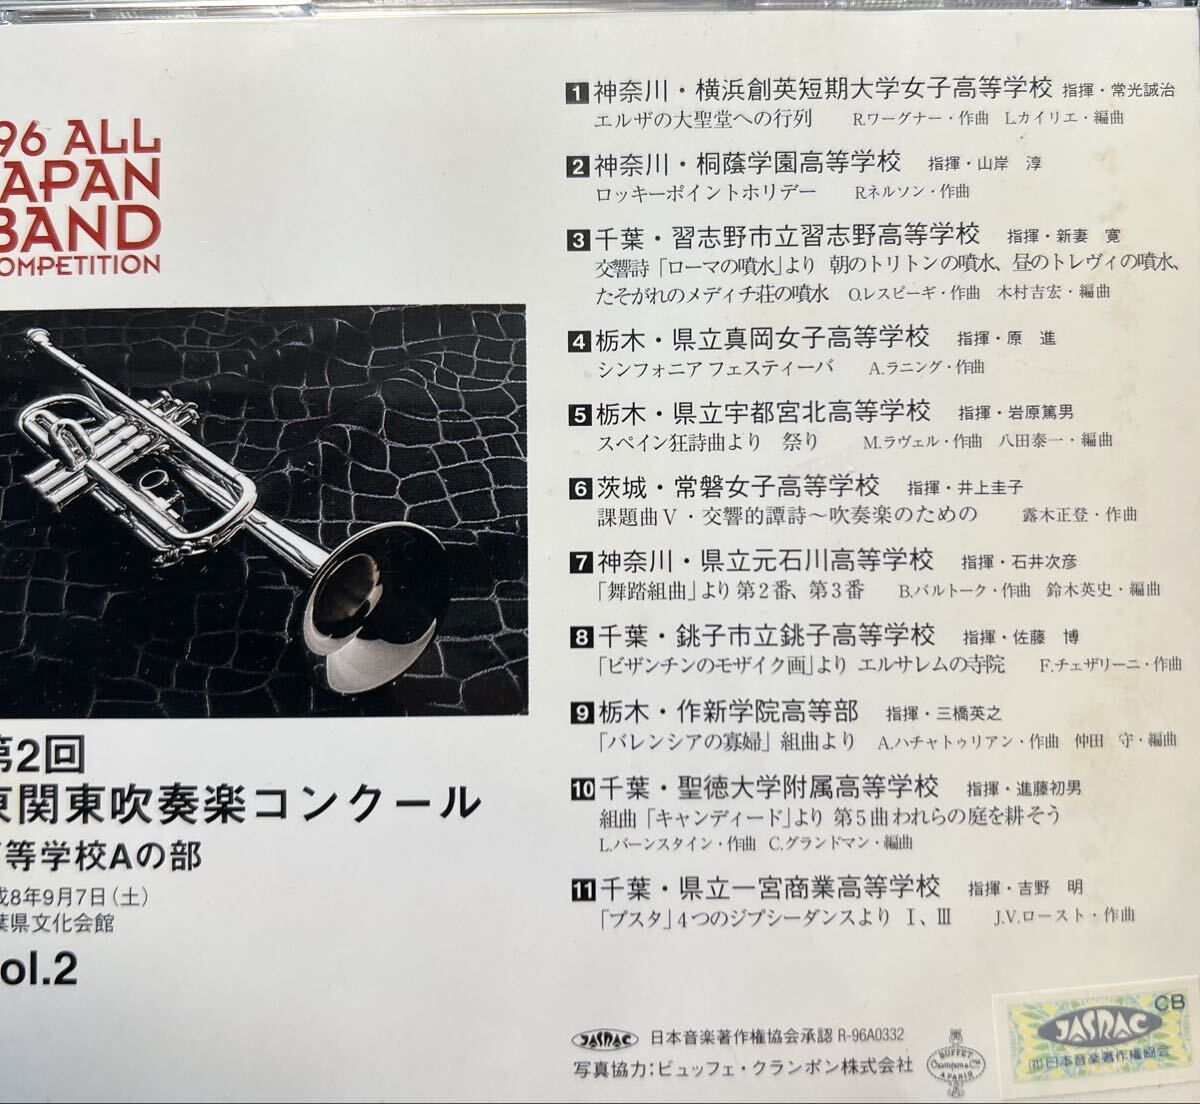 96 ALL
JAPAN
BAND
COMPETITION
第2回
東関東吹奏楽コンクール
高等学校Aの部
成8年9月7日(土)
葉県文化会館
vol.2
1 神奈川・横浜創英短期大学女子高等学校 指揮・常光誠治
エルザの大聖堂への行列 R.ワーグナー・作曲 L.カイリエ・編曲
2 神奈川・桐蔭学園高等学校 指揮・山岸 淳
ロッキーポイントホリデー R.ネルソン・作曲
3 千葉・習志野市立習志野高等学校 指揮・新妻 寛
交響詩「ローマの噴水」より 朝のトリトンの噴水、昼のトレヴィの噴水、
たそがれのメディチ荘の噴水 O.レスピーギ・作曲 木村吉宏・編曲
4 栃木・県立真岡女子高等学校 指揮・原 進
シンフォニア フェスティーバ A.ラニング・作曲
5 栃木・県立宇都宮北高等学校 指揮・岩原篤男
スペイン狂詩曲より 祭り M.ラヴェル・作曲 八田泰一・編曲
6 茨城・常磐女子高等学校 指揮・井上圭子
課題曲Ⅴ・交響的譚詩~吹奏楽のための 露木正登・作曲
7 神奈川・県立元石川高等学校 指揮・石井次彦
「舞踏組曲」より 第2番、第3番 B.バルトーク・作曲 鈴木英史・編曲
8 千葉・銚子市立銚子高等学校 指揮・佐藤 博
「ビザンチンのモザイク画」より エルサレムの寺院 F.チェザリーニ・作曲
9 栃木・作新学院高等部 指揮・三橋英之
「バレンシアの寡婦」組曲より A.ハチャトゥリアン・作曲 仲田 守・編曲
10 千葉・聖徳大学附属高等学校 指揮・進藤初男
組曲「キャンディード」より 第5曲 われらの庭を耕そう
L.バーンスタイン・作曲 C.グランドマン・編曲
11 千葉・県立一宮商業高等学校 指揮・吉野 明
「プスタ」4つのジプシーダンスより Ⅰ、Ⅲ J.V.ロースト・作曲
JASRAC 日本音楽著作権協会承認 R-96A0332
写真協力:ビュッフェ・クランポン株式会社
BUFFET
Crampon & Cie
A PARIS
CB
JASRAC
(社)日本音楽著作権協会